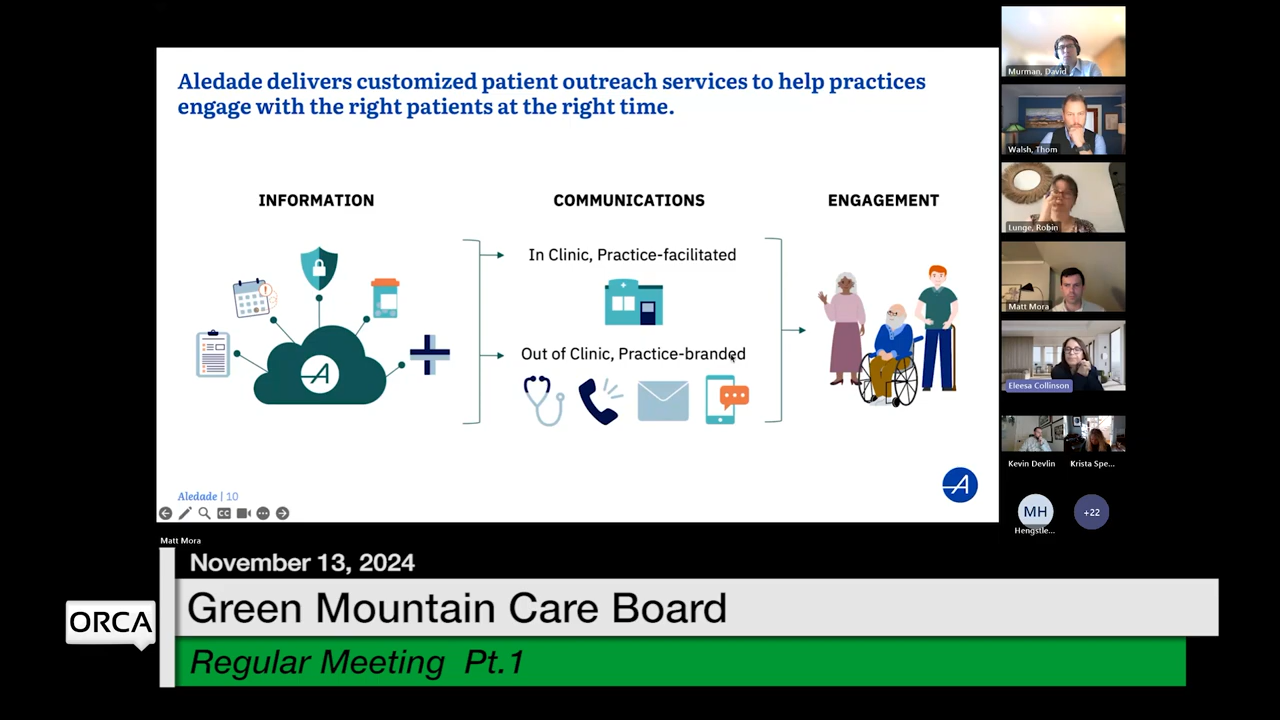 Aledade delivers customized patient outreach services to help practices
engage with the right patients at the right time.
INFORMATION
COMMUNICATIONS
ENGAGEMENT
In Clinic, Practice-facilitated
Out of Clinic, Practice-branded
A
A
Aledade | 10
CC
Murman, David
Walsh, Thom
Lunge, Robin
Matt Mora
Eleesa Collinson
Kevin Devlin
Krista Spe...
MH
+22
Hengstle...
Matt Mora
November 13, 2024
Green Mountain Care Board
ORCA
Regular Meeting Pt.1